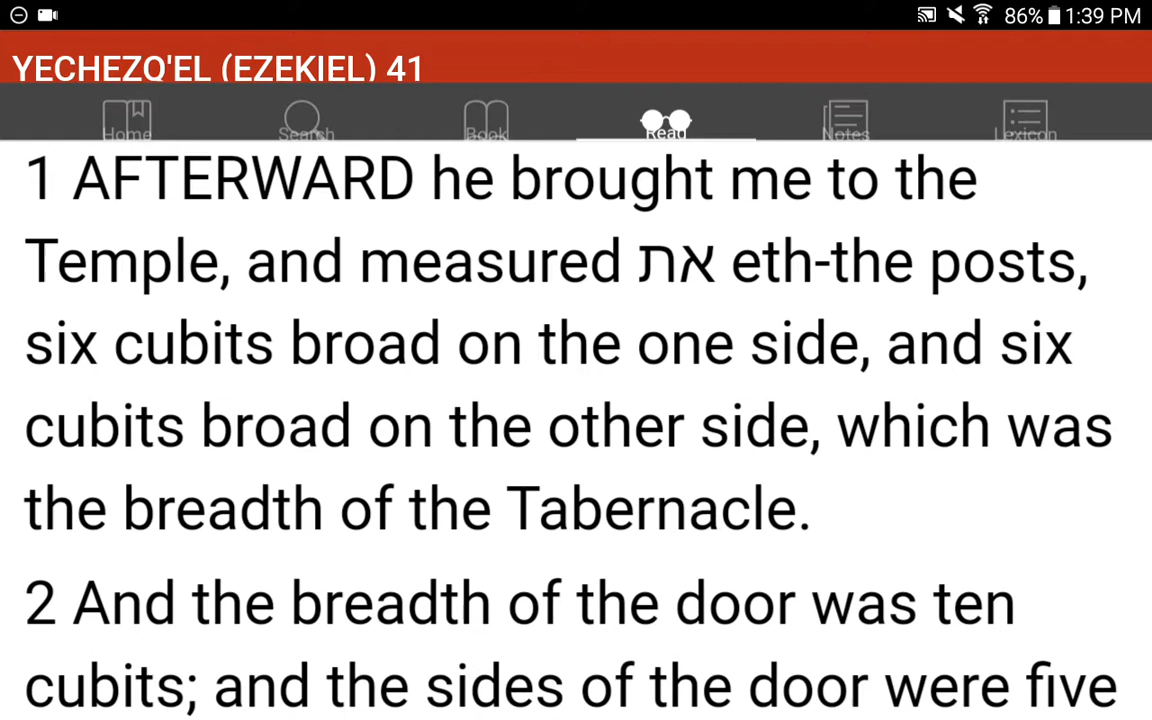 86% 1:39 PM
YECHEZQ'EL (EZEKIEL) 41
Home Search Book Read Notes Lexicon
1 AFTERWARD he brought me to the
Temple, and measured את eth-the posts,
six cubits broad on the one side, and six
cubits broad on the other side, which was
the breadth of the Tabernacle.
2 And the breadth of the door was ten
cubits; and the sides of the door were five